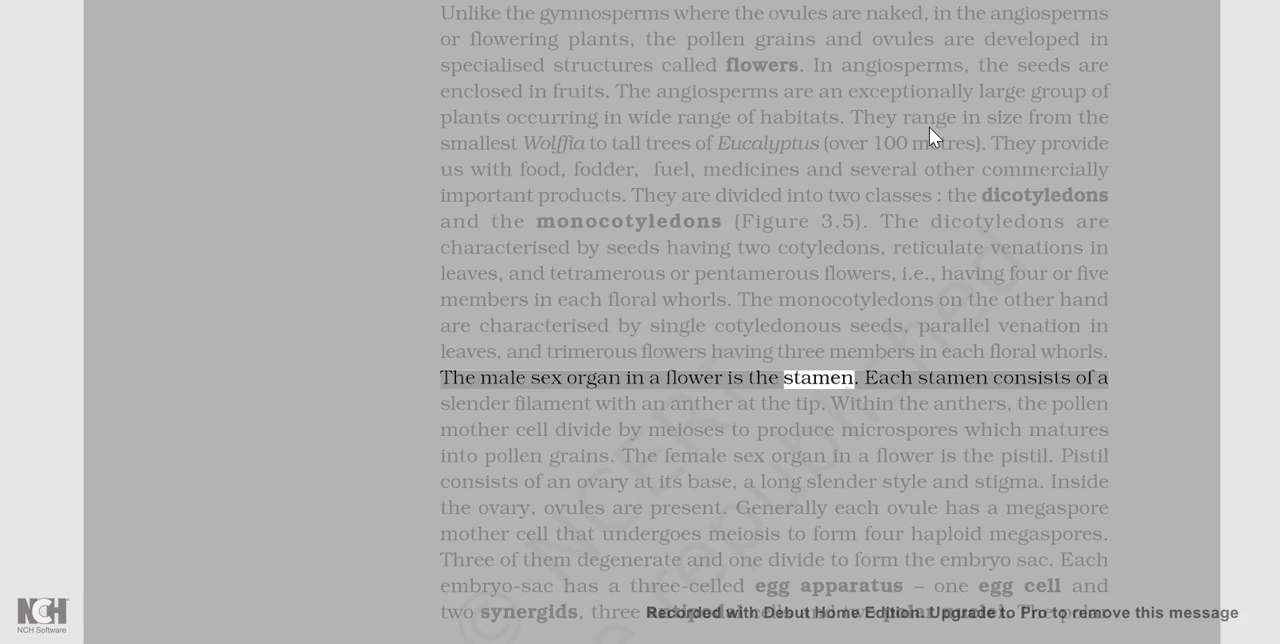 Unlike the gymnosperms where the ovules are naked, in the angiosperms
or flowering plants, the pollen grains and ovules are developed in
specialised structures called flowers. In angiosperms, the seeds are
enclosed in fruits. The angiosperms are an exceptionally large group of
plants occurring in wide range of habitats. They range in size from the
smallest Wolffia to tall trees of Eucalyptus (over 100 metres). They provide
us with food, fodder, fuel, medicines and several other commercially
important products. They are divided into two classes : the dicotyledons
and the monocotyledons (Figure 3.5). The dicotyledons are
characterised by seeds having two cotyledons, reticulate venations in
leaves, and tetramerous or pentamerous flowers, i.e., having four or five
members in each floral whorls. The monocotyledons on the other hand
are characterised by single cotyledonous seeds, parallel venation in
leaves, and trimerous flowers having three members in each floral whorls.
The male sex organ in a flower is the stamen. Each stamen consists of a
slender filament with an anther at the tip. Within the anthers, the pollen
mother cell divide by meioses to produce microspores which matures
into pollen grains. The female sex organ in a flower is the pistil. Pistil
consists of an ovary at its base, a long slender style and stigma. Inside
the ovary, ovules are present. Generally each ovule has a megaspore
mother cell that undergoes meiosis to form four haploid megaspores.
Three of them degenerate and one divide to form the embryo sac. Each
embryo-sac has a three-celled egg apparatus – one egg cell and
two synergids, three
Recorded with Debut Home Edition. Upgrade to Pro to remove this message
NCH
NCH Software
© NCERT
republished